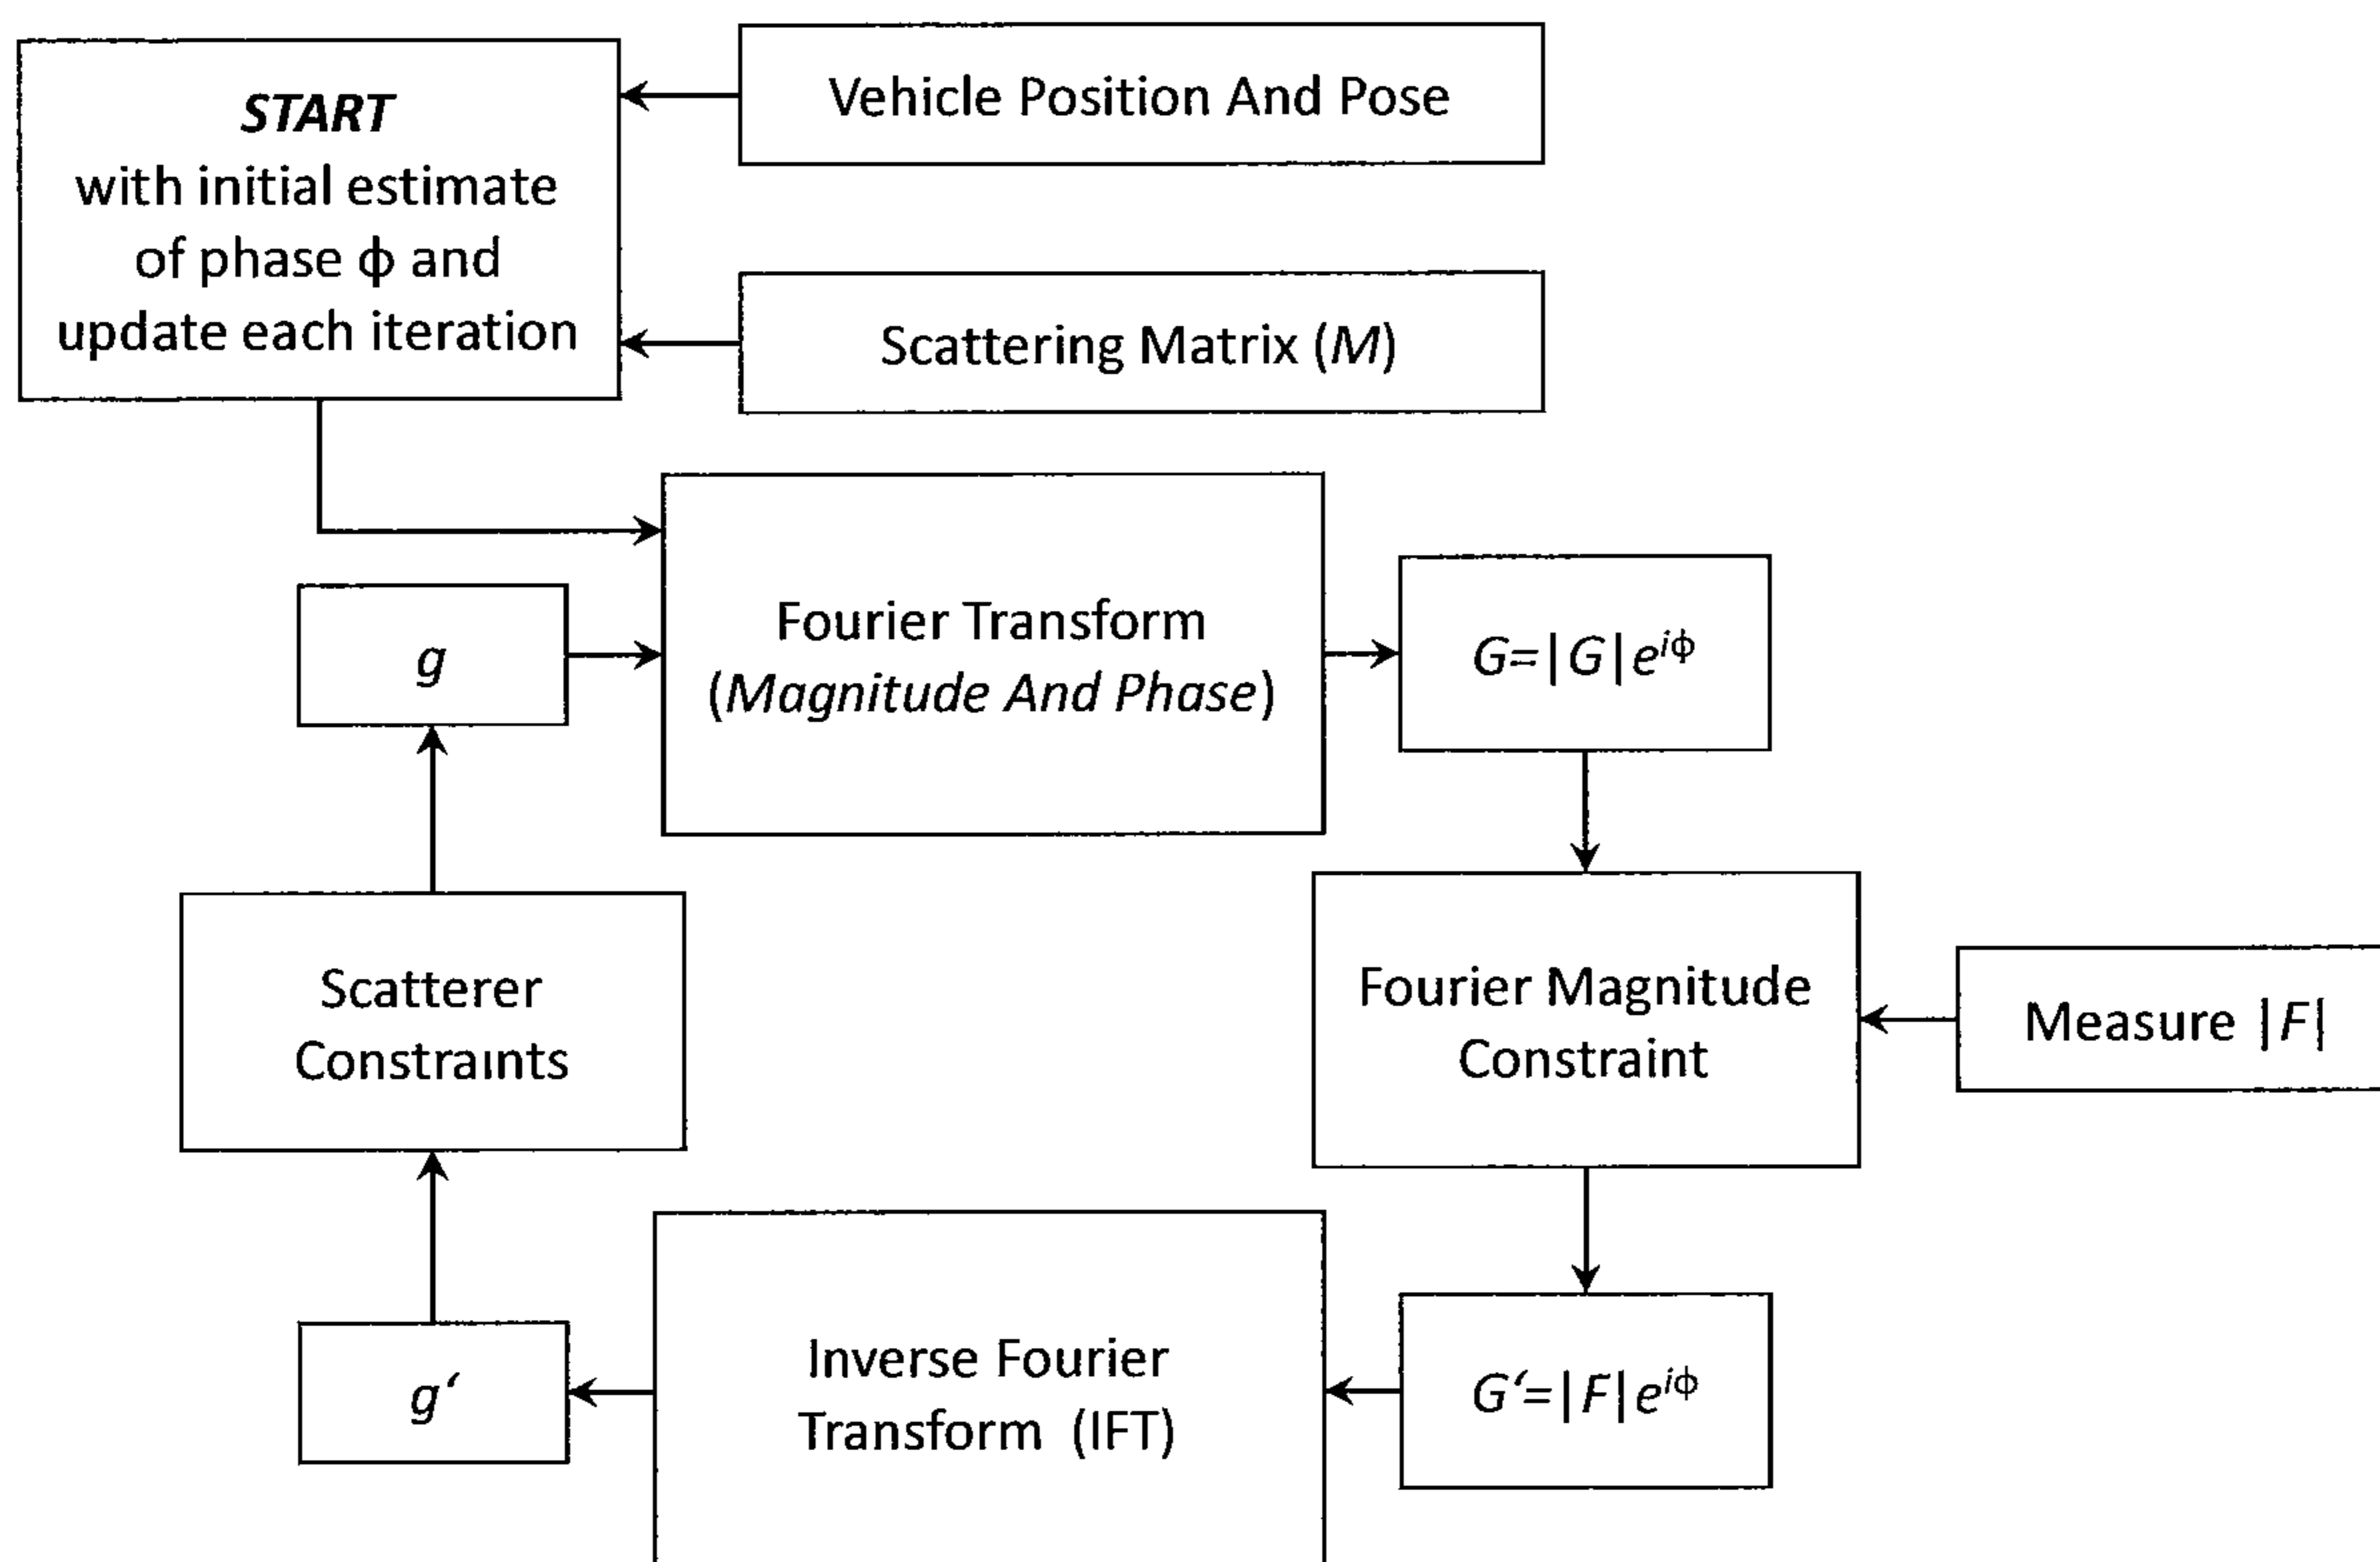 START
with initial estimate
of phase ϕ and
update each iteration
Vehicle Position And Pose
Scattering Matrix (M)
g
Fourier Transform
(Magnitude And Phase)
G=|G|e^{iϕ}
Scatterer
Constraints
Fourier Magnitude
Constraint
Measure |F|
g‘
Inverse Fourier
Transform (IFT)
G‘=|F|e^{iϕ}